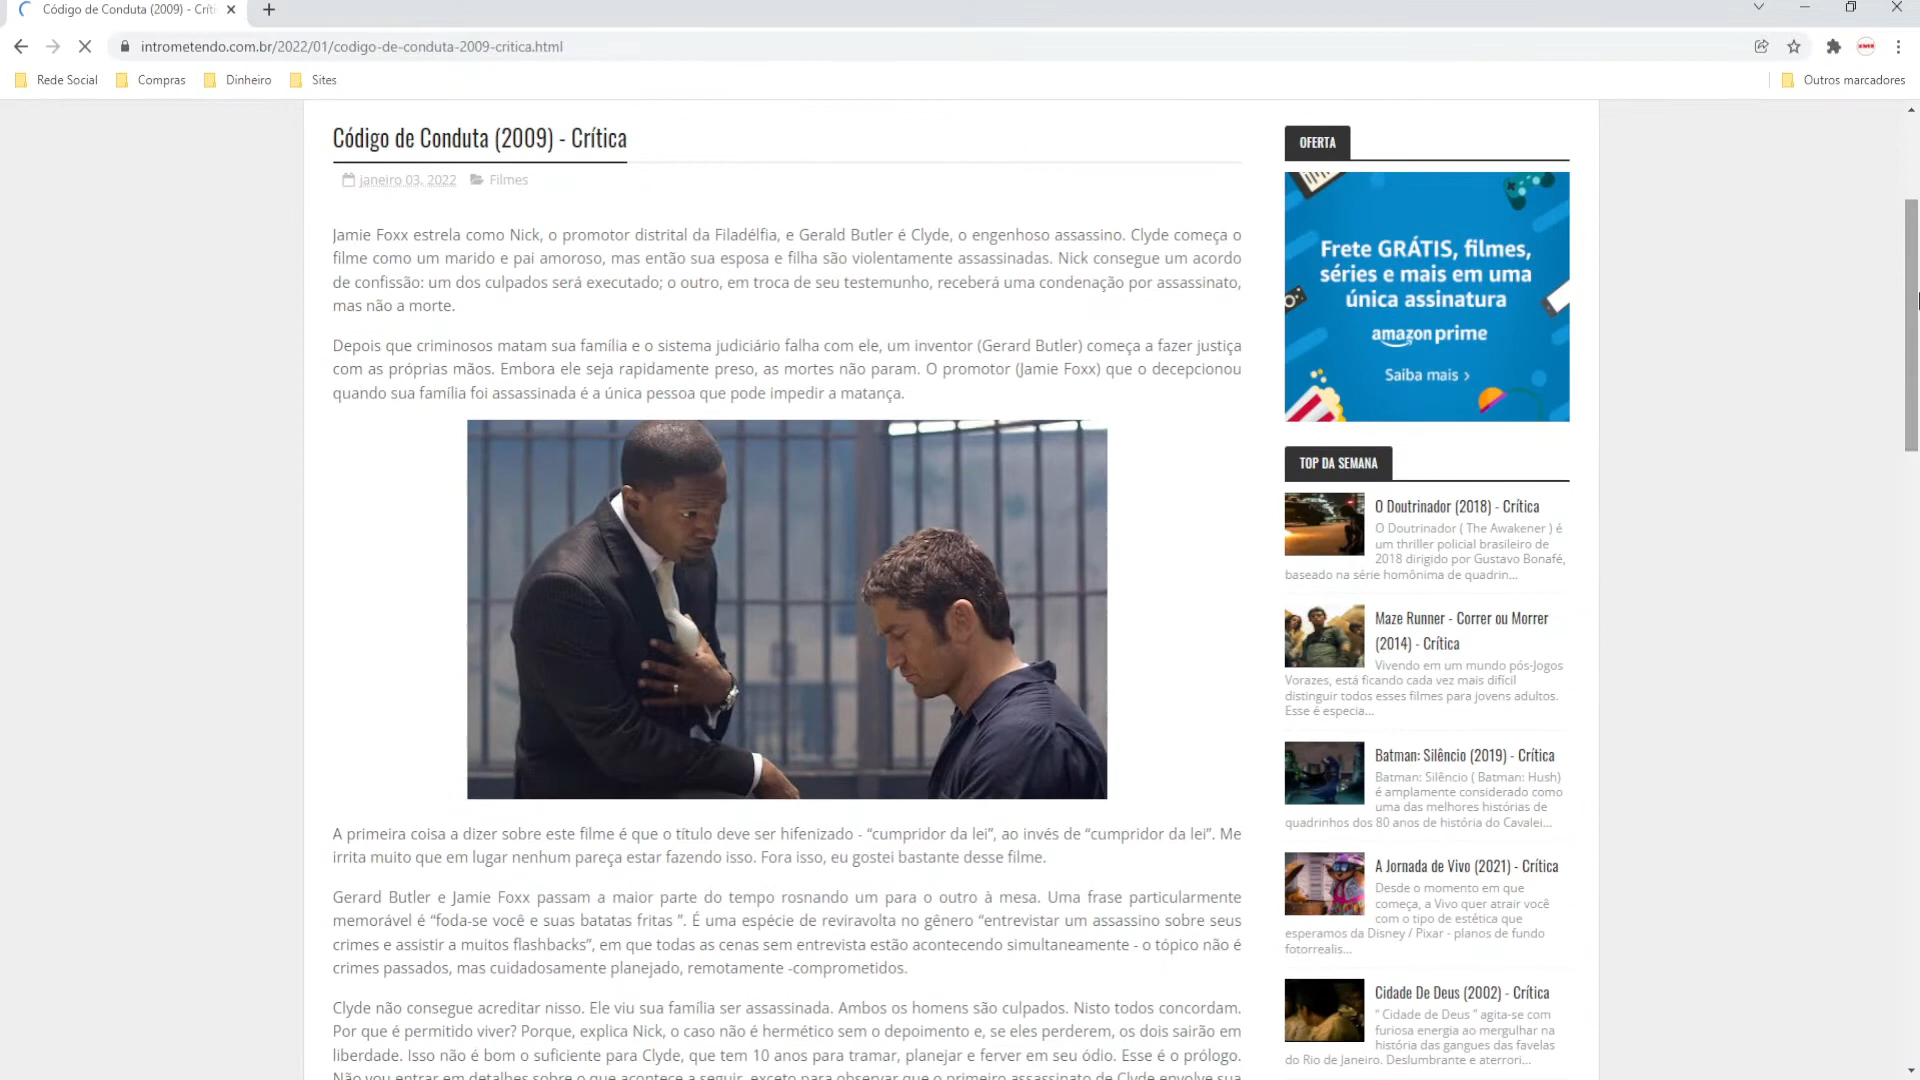 Código de Conduta (2009) - Crít
intrometendo.com.br/2022/01/codigo-de-conduta-2009-critica.html
Rede Social
Compras
Dinheiro
Sites
Outros marcadores
Código de Conduta (2009) - Crítica
janeiro 03, 2022
Filmes
Jamie Foxx estrela como Nick, o promotor distrital da Filadélfia, e Gerald Butler é Clyde, o engenhoso assassino. Clyde começa o
filme como um marido e pai amoroso, mas então sua esposa e filha são violentamente assassinadas. Nick consegue um acordo
de confissão: um dos culpados será executado; o outro, em troca de seu testemunho, receberá uma condenação por assassinato,
mas não a morte.
Depois que criminosos matam sua família e o sistema judiciário falha com ele, um inventor (Gerard Butler) começa a fazer justiça
com as próprias mãos. Embora ele seja rapidamente preso, as mortes não param. O promotor (Jamie Foxx) que o decepcionou
quando sua família foi assassinada é a única pessoa que pode impedir a matança.
A primeira coisa a dizer sobre este filme é que o título deve ser hifenizado - “cumpridor da lei”, ao invés de “cumpridor da lei”. Me
irrita muito que em lugar nenhum pareça estar fazendo isso. Fora isso, eu gostei bastante desse filme.
Gerard Butler e Jamie Foxx passam a maior parte do tempo rosnando um para o outro à mesa. Uma frase particularmente
memorável é “foda-se você e suas batatas fritas ”. É uma espécie de reviravolta no gênero “entrevistar um assassino sobre seus
crimes e assistir a muitos flashbacks”, em que todas as cenas sem entrevista estão acontecendo simultaneamente - o tópico não é
crimes passados, mas cuidadosamente planejado, remotamente -comprometidos.
Clyde não consegue acreditar nisso. Ele viu sua família ser assassinada. Ambos os homens são culpados. Nisto todos concordam.
Por que é permitido viver? Porque, explica Nick, o caso não é hermético sem o depoimento e, se eles perderem, os dois sairão em
liberdade. Isso não é bom o suficiente para Clyde, que tem 10 anos para tramar, planejar e ferver em seu ódio. Esse é o prólogo.
Não vou entrar em detalhes sobre o que acontece a seguir, exceto para observar que o primeiro assassinato de Clyde envolve sua
OFERTA
Frete GRÁTIS, filmes,
séries e mais em uma
única assinatura
amazon prime
Saiba mais >
TOP DA SEMANA
O Doutrinador (2018) - Crítica
O Doutrinador ( The Awakener ) é
um thriller policial brasileiro de
2018 dirigido por Gustavo Bonafé,
baseado na série homônima de quadrin...
Maze Runner - Correr ou Morrer
(2014) - Crítica
Vivendo em um mundo pós-Jogos
Vorazes, está ficando cada vez mais difícil
distinguir todos esses filmes para jovens adultos.
Esse é especia...
Batman: Silêncio (2019) - Crítica
Batman: Silêncio ( Batman: Hush)
é amplamente considerado como
uma das melhores histórias de
quadrinhos dos 80 anos de história do Cavalei...
A Jornada de Vivo (2021) - Crítica
Desde o momento em que
começa, a Vivo quer atrair você
com o tipo de estética que
esperamos da Disney / Pixar - planos de fundo
fotorrealis...
Cidade De Deus (2002) - Crítica
" Cidade de Deus " agita-se com
furiosa energia ao mergulhar na
história das gangues das favelas
do Rio de Janeiro. Deslumbrante e aterrori...